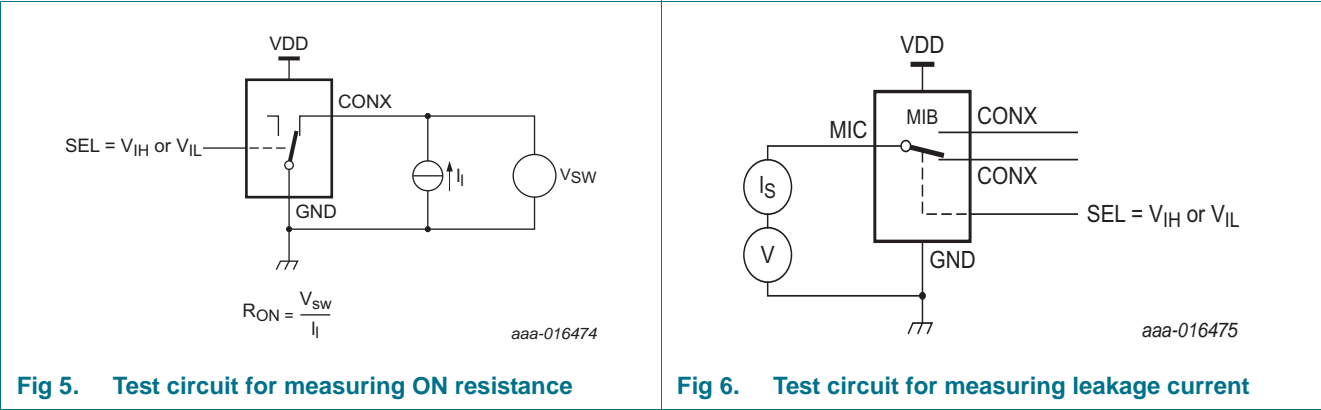 VDD
CONX
SEL = VIH or VIL
II
VSW
GND
RON = Vsw
II
aaa-016474
Fig 5. Test circuit for measuring ON resistance
VDD
MIB
CONX
MIC
CONX
IS
SEL = VIH or VIL
V
GND
aaa-016475
Fig 6. Test circuit for measuring leakage current